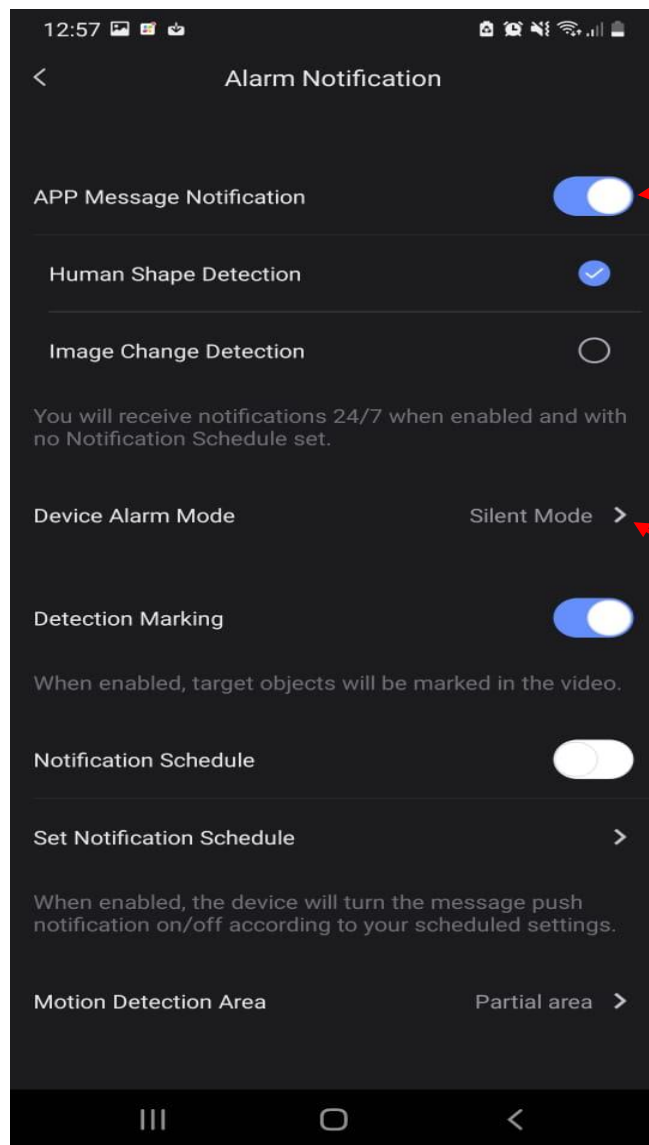 12:57
Alarm Notification
APP Message Notification
Human Shape Detection
Image Change Detection
You will receive notifications 24/7 when enabled and with
no Notification Schedule set.
Device Alarm Mode Silent Mode
Detection Marking
When enabled, target objects will be marked in the video.
Notification Schedule
Set Notification Schedule
When enabled, the device will turn the message push
notification on/off according to your scheduled settings.
Motion Detection Area Partial area